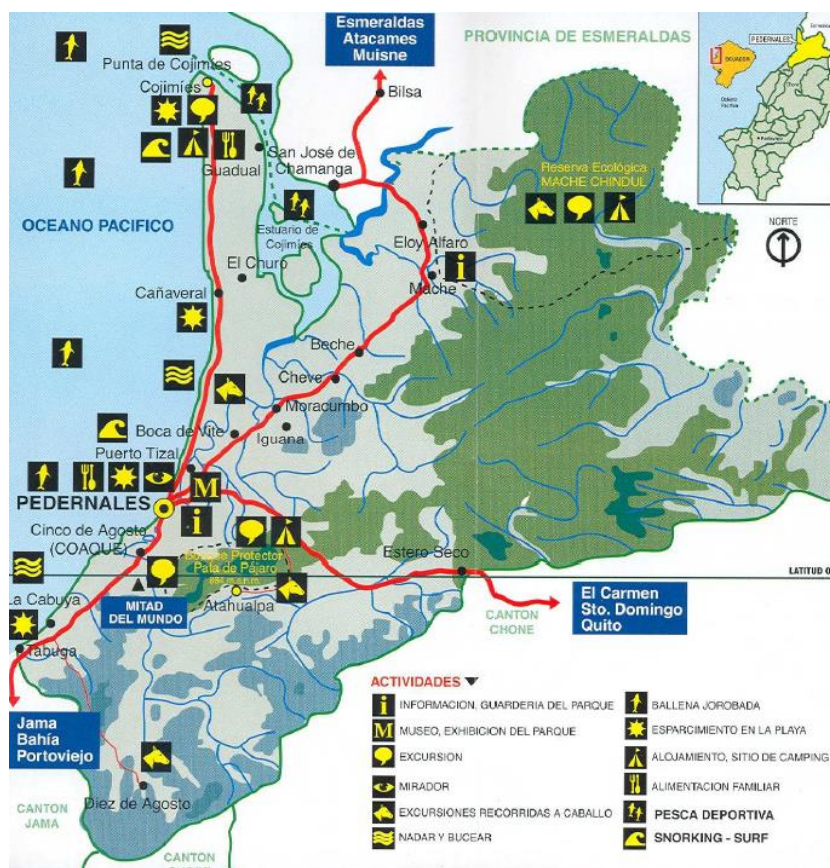 Esmeraldas
Atacames
Muisne
PROVINCIA DE ESMERALDAS
PEDERNALES
ECUADOR
Océano
Pacífico
Punta de Cojimíes
Cojimíes
Bilsa
San José de
Chamanga
Guadual
Reserva Ecológica
MACHE CHINDUL
OCEANO PACIFICO
Estuario de
Cojimíes
NORTE
Eloy Alfaro
El Churo
Mache
Cañaveral
Beche
Cheve
Moracumbo
Boca de Vite
Iguana
Puerto Tizal
PEDERNALES
M
Cinco de Agosto
(COAQUE)
Bosque Protector
Pata de Pájaro
Estero Seco
LATITUD 0
La Cabuya
MITAD
DEL MUNDO
Atahualpa
El Carmen
Sto. Domingo
Quito
CANTON
CHONE
Tabuga
Jama
Bahía
Portoviejo
Diez de Agosto
CANTON
JAMA
CANTON
ACTIVIDADES
i INFORMACION, GUARDERIA DEL PARQUE
M MUSEO, EXHIBICION DEL PARQUE
EXCURSION
MIRADOR
EXCURSIONES RECORRIDAS A CABALLO
NADAR Y BUCEAR
BALLENA JOROBADA
ESPARCIMIENTO EN LA PLAYA
ALOJAMIENTO, SITIO DE CAMPING
ALIMENTACION FAMILIAR
PESCA DEPORTIVA
SNORKING - SURF